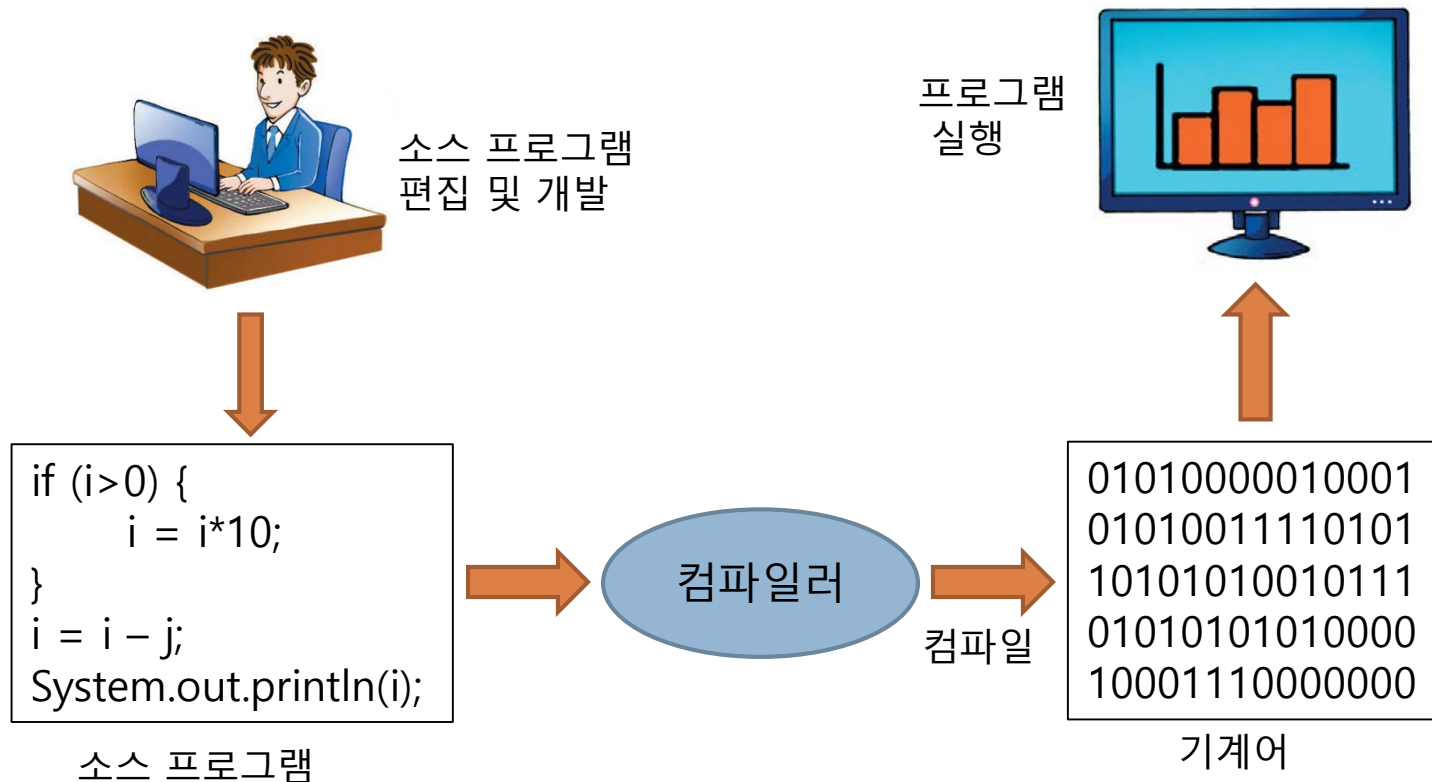 소스 프로그램
편집 및 개발
프로그램
실행
if (i>0) {
i = i*10;
}
i = i – j;
System.out.println(i);
소스 프로그램
컴파일러
컴파일
01010000010001
01010011110101
10101010010111
01010101010000
10001110000000
기계어